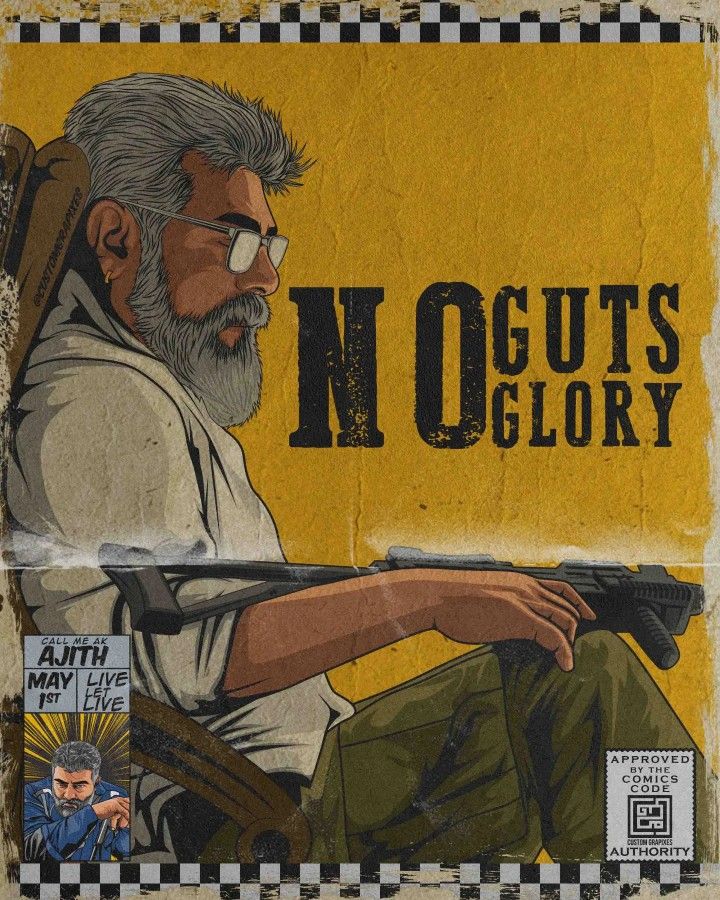 @CUSTOMGRAPIXES
NO GUTS
GLORY
CALL ME AK
AJITH
MAY
1ST
LIVE
LET
LIVE
APPROVED
BY THE
COMICS
CODE
CUSTOM GRAPIXES
AUTHORITY